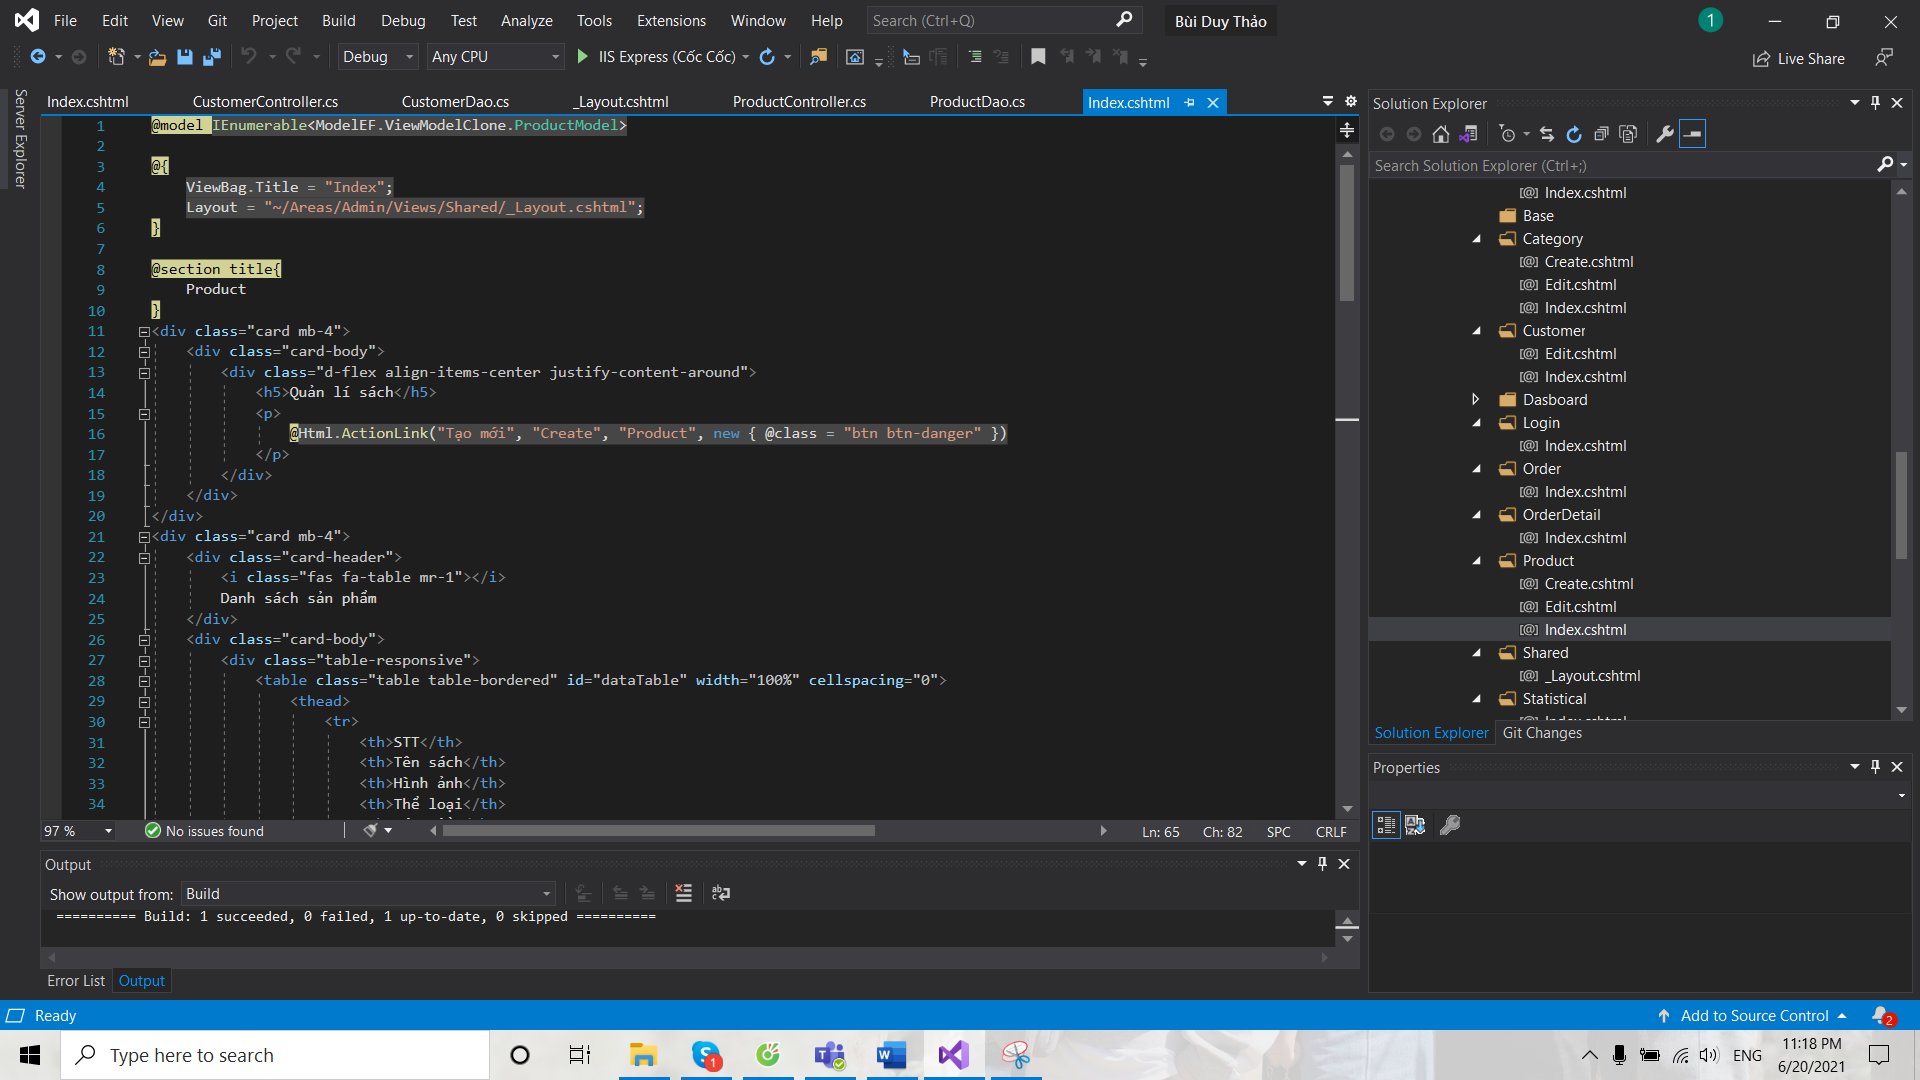 File Edit View Git Project Build Debug Test Analyze Tools Extensions Window Help Search (Ctrl+Q) Bùi Duy Thảo 1
Debug Any CPU IIS Express (Cốc Cốc) Live Share
Server Explorer
Index.cshtml CustomerController.cs CustomerDao.cs _Layout.cshtml ProductController.cs ProductDao.cs Index.cshtml
1 @model IEnumerable<ModelEF.ViewModelClone.ProductModel>
2
3 @{
4 ViewBag.Title = "Index";
5 Layout = "~/Areas/Admin/Views/Shared/_Layout.cshtml";
6 }
7
8 @section title{
9 Product
10 }
11 <div class="card mb-4">
12 <div class="card-body">
13 <div class="d-flex align-items-center justify-content-around">
14 <h5>Quản lí sách</h5>
15 <p>
16 @Html.ActionLink("Tạo mới", "Create", "Product", new { @class = "btn btn-danger" })
17 </p>
18 </div>
19 </div>
20 </div>
21 <div class="card mb-4">
22 <div class="card-header">
23 <i class="fas fa-table mr-1"></i>
24 Danh sách sản phẩm
25 </div>
26 <div class="card-body">
27 <div class="table-responsive">
28 <table class="table table-bordered" id="dataTable" width="100%" cellspacing="0">
29 <thead>
30 <tr>
31 <th>STT</th>
32 <th>Tên sách</th>
33 <th>Hình ảnh</th>
34 <th>Thể loại</th>
97 % No issues found Ln: 65 Ch: 82 SPC CRLF
Output
Show output from: Build
========== Build: 1 succeeded, 0 failed, 1 up-to-date, 0 skipped ==========
Error List Output
Solution Explorer
Search Solution Explorer (Ctrl+;)
Index.cshtml
Base
Category
Create.cshtml
Edit.cshtml
Index.cshtml
Customer
Edit.cshtml
Index.cshtml
Dasboard
Login
Index.cshtml
Order
Index.cshtml
OrderDetail
Index.cshtml
Product
Create.cshtml
Edit.cshtml
Index.cshtml
Shared
_Layout.cshtml
Statistical
Solution Explorer Git Changes
Properties
Ready Add to Source Control 2
Type here to search 1 ENG 11:18 PM
6/20/2021